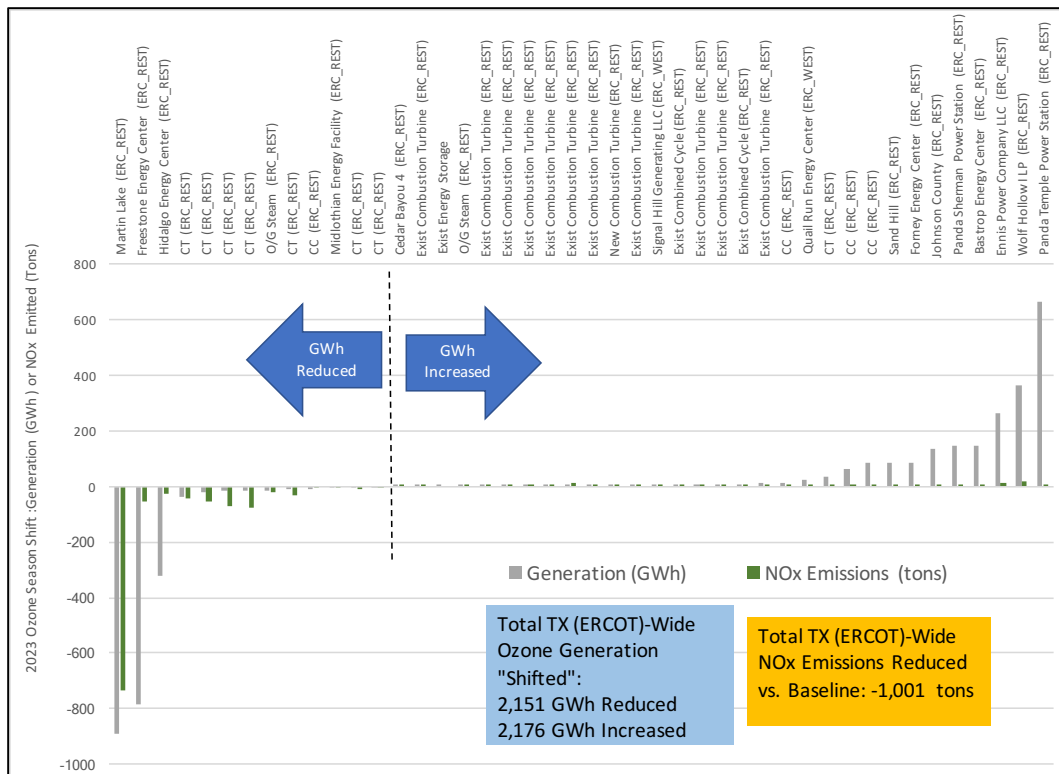 Martin Lake (ERC_REST)
Freestone Energy Center (ERC_REST)
Hidalgo Energy Center (ERC_REST)
CT (ERC_REST)
CT (ERC_REST)
CT (ERC_REST)
CT (ERC_REST)
O/G Steam (ERC_REST)
CT (ERC_REST)
CC (ERC_REST)
Midlothian Energy Facility (ERC_REST)
CT (ERC_REST)
CT (ERC_REST)
Cedar Bayou 4 (ERC_REST)
Exist Combustion Turbine (ERC_REST)
Exist Energy Storage
O/G Steam (ERC_REST)
Exist Combustion Turbine (ERC_REST)
Exist Combustion Turbine (ERC_REST)
Exist Combustion Turbine (ERC_REST)
Exist Combustion Turbine (ERC_REST)
Exist Combustion Turbine (ERC_REST)
Exist Combustion Turbine (ERC_REST)
New Combustion Turbine (ERC_REST)
Exist Combustion Turbine (ERC_REST)
Signal Hill Generating LLC (ERC_WEST)
Exist Combined Cycle (ERC_REST)
Exist Combustion Turbine (ERC_REST)
Exist Combustion Turbine (ERC_REST)
Exist Combined Cycle (ERC_REST)
Exist Combustion Turbine (ERC_REST)
CC (ERC_REST)
Quail Run Energy Center (ERC_WEST)
CT (ERC_REST)
CC (ERC_REST)
CC (ERC_REST)
Sand Hill (ERC_REST)
Forney Energy Center (ERC_REST)
Johnson County (ERC_REST)
Panda Sherman Power Station (ERC_REST)
Bastrop Energy Center (ERC_REST)
Ennis Power Company LLC (ERC_REST)
Wolf Hollow I LP (ERC_REST)
Panda Temple Power Station (ERC_REST)
2023 Ozone Season Shift :Generation (GWh ) or NOx Emitted (Tons)
800
600
400
200
0
-200
-400
-600
-800
-1000
GWh
Reduced
GWh
Increased
Generation (GWh)
NOx Emissions (tons)
Total TX (ERCOT)-Wide
Ozone Generation
"Shifted":
2,151 GWh Reduced
2,176 GWh Increased
Total TX (ERCOT)-Wide
NOx Emissions Reduced
vs. Baseline: -1,001 tons